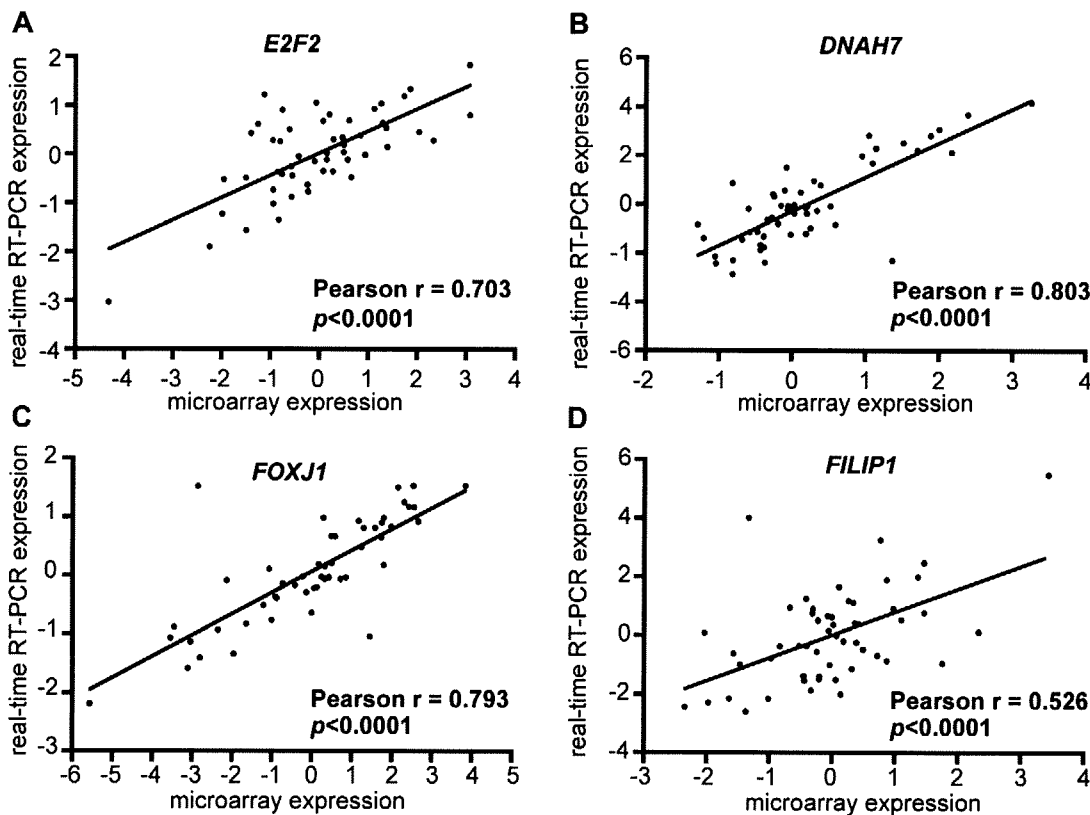 A
E2F2
real-time RT-PCR expression
2
1
0
-1
-2
-3
-4
Pearson r = 0.703
p<0.0001
-5 -4 -3 -2 -1 0 1 2 3 4
microarray expression
B
DNAH7
real-time RT-PCR expression
6
4
2
0
-1
-4
-6
Pearson r = 0.803
p<0.0001
-2 -1 0 1 2 3 4
microarray expression
C
FOXJ1
real-time RT-PCR expression
2
1
0
-1
-2
-3
Pearson r = 0.793
p<0.0001
-6 -5 -4 -3 -2 -1 0 1 2 3 4 5
microarray expression
D
FILIP1
real-time RT-PCR expression
6
4
2
0
-2
-4
Pearson r = 0.526
p<0.0001
-3 -2 -1 0 1 2 3 4
microarray expression